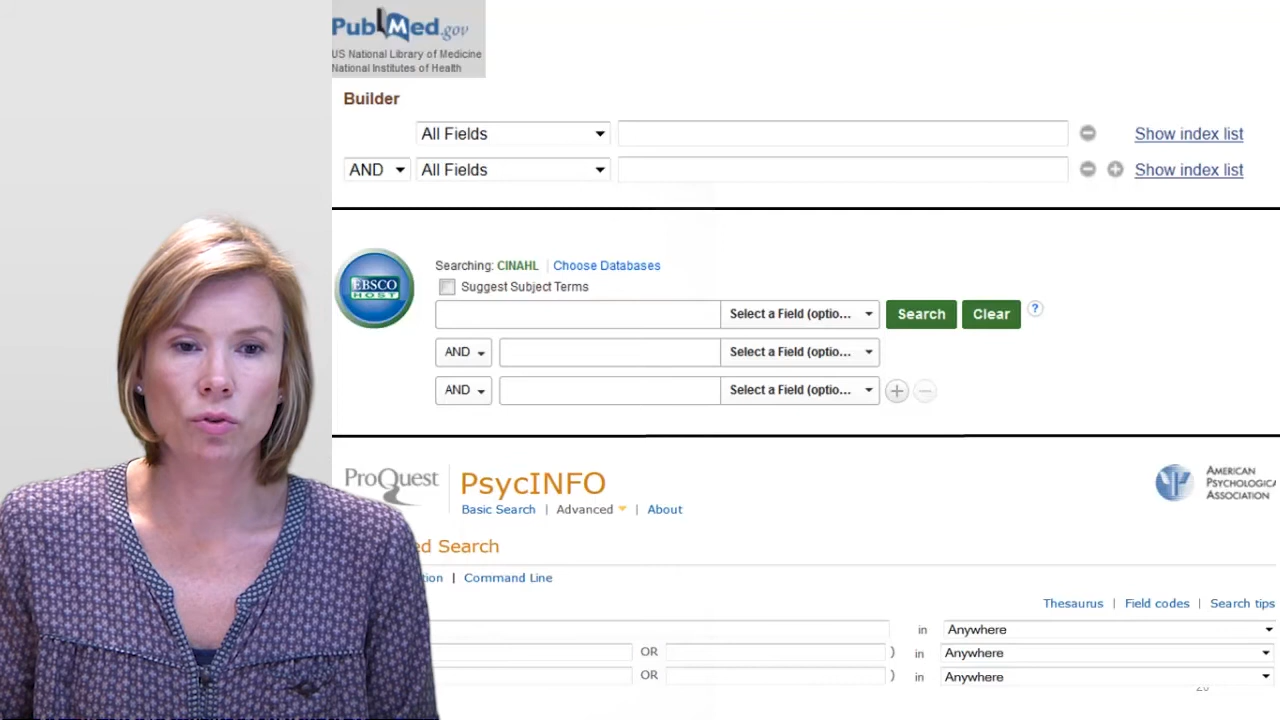 PubMed.gov
US National Library of Medicine
National Institutes of Health
Builder
All Fields Show index list
AND All Fields Show index list
EBSCO HOST
Searching: CINAHL Choose Databases
Suggest Subject Terms
Select a Field (optio... Search Clear ?
AND Select a Field (optio...
AND Select a Field (optio...
ProQuest PsycINFO
Basic Search | Advanced | About
AMERICAN
PSYCHOLOGICA
ASSOCIATION
ed Search
tion | Command Line
Thesaurus | Field codes | Search tips
in Anywhere
OR ) in Anywhere
OR ) in Anywhere